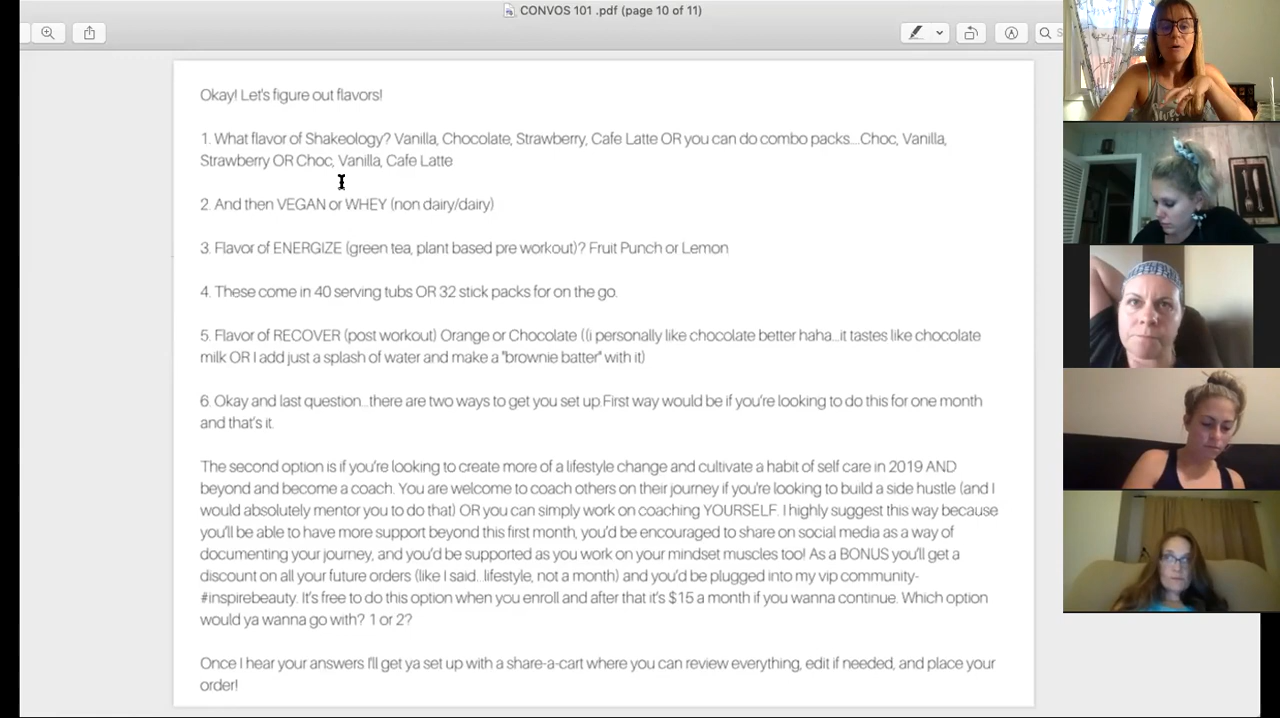 CONVOS 101 .pdf (page 10 of 11)
Okay! Let's figure out flavors!
1. What flavor of Shakeology? Vanilla, Chocolate, Strawberry, Cafe Latte OR you can do combo packs....Choc, Vanilla,
Strawberry OR Choc, Vanilla, Cafe Latte
2. And then VEGAN or WHEY (non dairy/dairy)
3. Flavor of ENERGIZE (green tea, plant based pre workout)? Fruit Punch or Lemon
4. These come in 40 serving tubs OR 32 stick packs for on the go.
5. Flavor of RECOVER (post workout) Orange or Chocolate ((i personally like chocolate better haha...it tastes like chocolate
milk OR I add just a splash of water and make a "brownie batter" with it)
6. Okay and last question...there are two ways to get you set up.First way would be if you're looking to do this for one month
and that's it.
The second option is if you're looking to create more of a lifestyle change and cultivate a habit of self care in 2019 AND
beyond and become a coach. You are welcome to coach others on their journey if you're looking to build a side hustle (and I
would absolutely mentor you to do that) OR you can simply work on coaching YOURSELF. I highly suggest this way because
you'll be able to have more support beyond this first month, you'd be encouraged to share on social media as a way of
documenting your journey, and you'd be supported as you work on your mindset muscles too! As a BONUS you'll get a
discount on all your future orders (like I said...lifestyle, not a month) and you'd be plugged into my vip community-
#inspirebeauty. It's free to do this option when you enroll and after that it's $15 a month if you wanna continue. Which option
would ya wanna go with? 1 or 2?
Once I hear your answers I'll get ya set up with a share-a-cart where you can review everything, edit if needed, and place your
order!